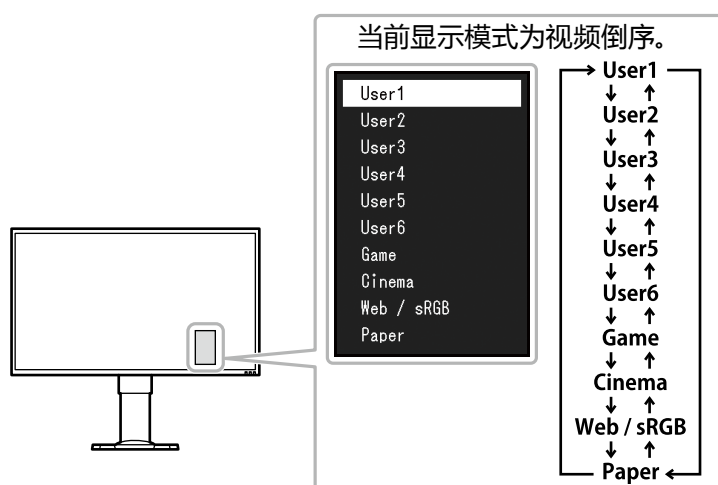 当前显示模式为视频倒序。
User1
User2
User3
User4
User5
User6
Game
Cinema
Web / sRGB
Paper
User1
User2
User3
User4
User5
User6
Game
Cinema
Web / sRGB
Paper